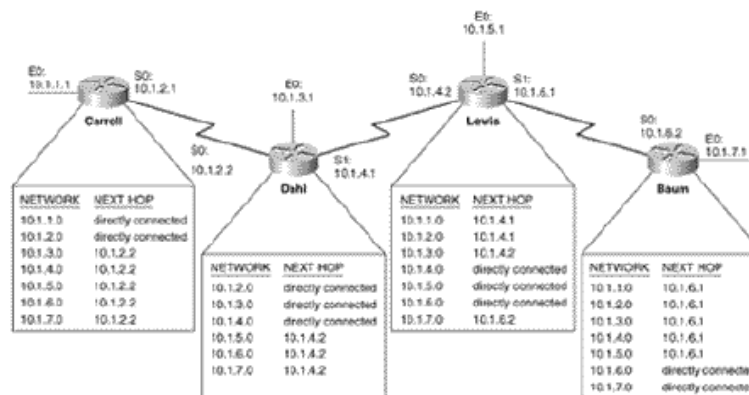 E0:
10.1.5.1
E0:
10.1.1.1
S0:
10.1.2.1
Carroll
E0:
10.1.3.1
S0:
10.1.4.2
S1:
10.1.6.1
Lewis
S0:
10.1.2.2
S1:
10.1.4.1
Dahl
S0:
10.1.6.2
E0:
10.1.7.1
Baum
NETWORK NEXT HOP
10.1.1.0 directly connected
10.1.2.0 directly connected
10.1.3.0 10.1.2.2
10.1.4.0 10.1.2.2
10.1.5.0 10.1.2.2
10.1.6.0 10.1.2.2
10.1.7.0 10.1.2.2
NETWORK NEXT HOP
10.1.2.0 directly connected
10.1.3.0 directly connected
10.1.4.0 directly connected
10.1.5.0 10.1.4.2
10.1.6.0 10.1.4.2
10.1.7.0 10.1.4.2
NETWORK NEXT HOP
10.1.1.0 10.1.4.1
10.1.2.0 10.1.4.1
10.1.3.0 10.1.4.2
10.1.4.0 directly connected
10.1.5.0 directly connected
10.1.6.0 directly connected
10.1.7.0 10.1.6.2
NETWORK NEXT HOP
10.1.1.0 10.1.6.1
10.1.2.0 10.1.6.1
10.1.3.0 10.1.6.1
10.1.4.0 10.1.6.1
10.1.5.0 10.1.6.1
10.1.6.0 directly connecte
10.1.7.0 directly connecte